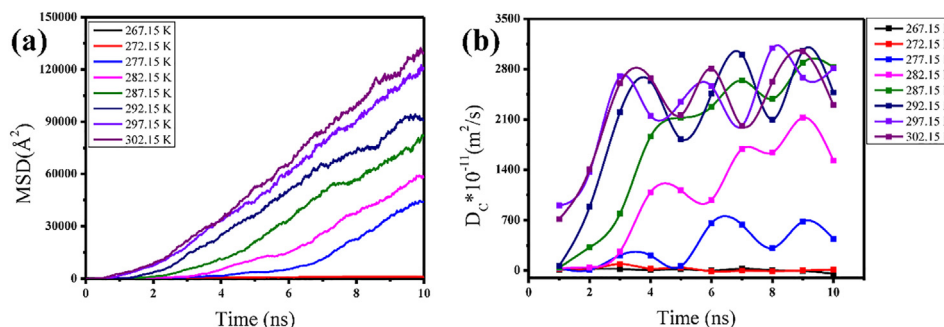 (a)
267.15 K
272.15 K
277.15 K
282.15 K
287.15 K
292.15 K
297.15 K
302.15 K
MSD(Å²)
150000
120000
90000
60000
30000
0
0 2 4 6 8 10
Time (ns)
(b)
267.15
272.15
277.15
282.15
287.15
292.15
297.15
302.15
D_C*10⁻¹¹(m²/s)
3500
2800
2100
1400
700
0
0 2 4 6 8 10
Time (ns)